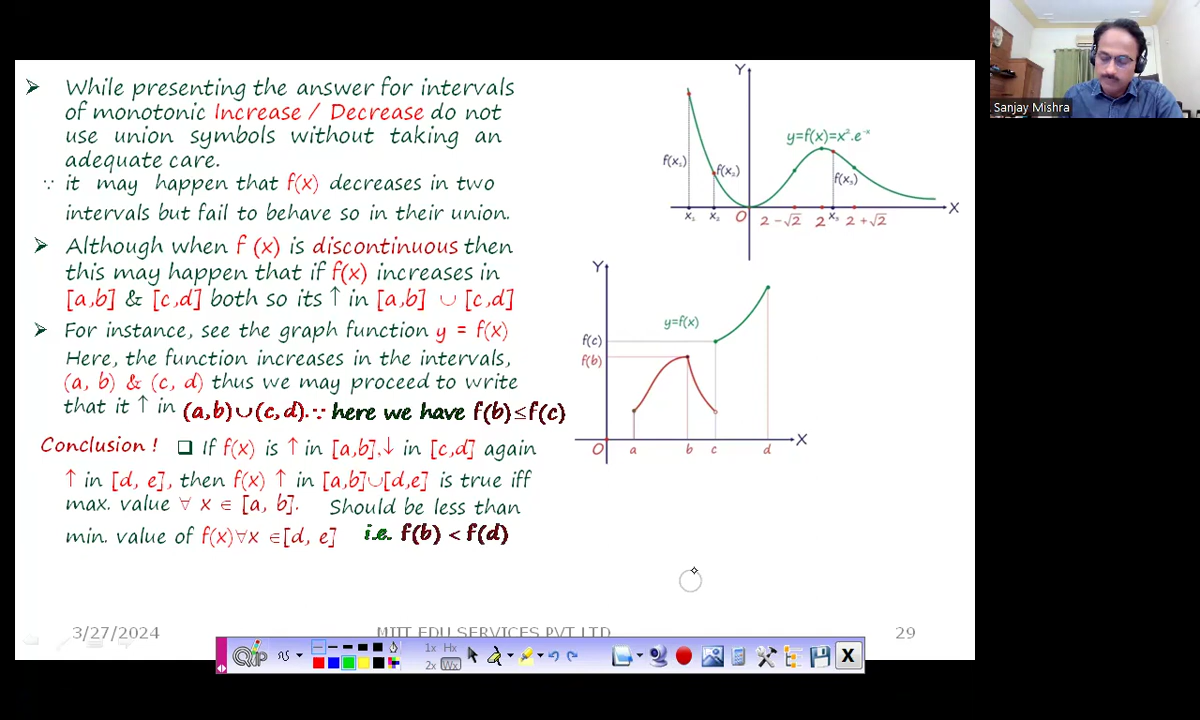 ➢ While presenting the answer for intervals
of monotonic Increase / Decrease do not
use union symbols without taking an
adequate care.
∵ it may happen that f(x) decreases in two
intervals but fail to behave so in their union.
➢ Although when f (x) is discontinuous then
this may happen that if f(x) increases in
[a,b] & [c,d] both so its ↑ in [a,b] ∪ [c,d]
➢ For instance, see the graph function y = f(x)
Here, the function increases in the intervals,
(a, b) & (c, d) thus we may proceed to write
that it ↑ in (a,b)∪(c,d).∵ here we have f(b)≤f(c)
Conclusion ! ❑ If f(x) is ↑ in [a,b],↓ in [c,d] again
↑ in [d, e], then f(x) ↑ in [a,b]∪[d,e] is true iff
max. value ∀ x ∈ [a, b]. Should be less than
min. value of f(x)∀x ∈[d, e] i.e. f(b) < f(d)
Y
y=f(x)=x².e⁻ˣ
f(x₁)
f(x₂)
f(x₃)
x₁ x₂ O 2−√2 2 x₃ 2+√2 X
Y
y=f(x)
f(c)
f(b)
O a b c d X
Sanjay Mishra
3/27/2024
MIIT EDU SERVICES PVT LTD
29
1x Hx
2x Wx
X